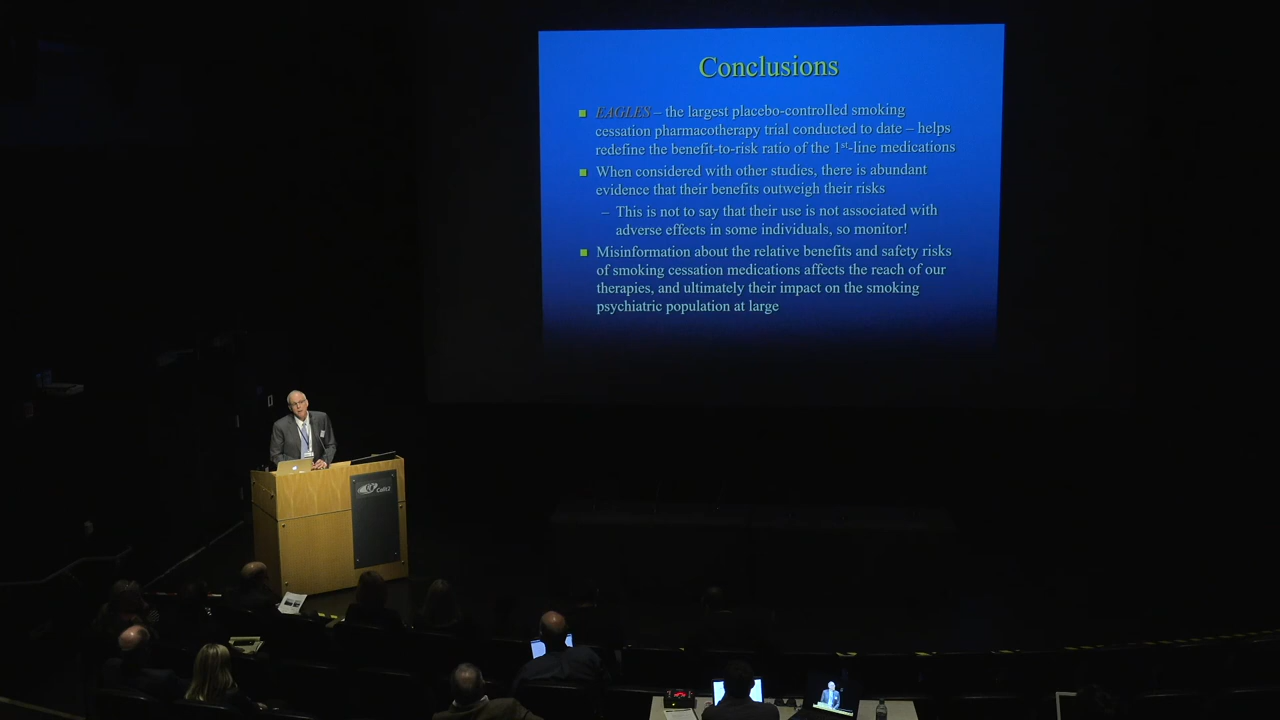 Conclusions
EAGLES – the largest placebo-controlled smoking
cessation pharmacotherapy trial conducted to date – helps
redefine the benefit-to-risk ratio of the 1st-line medications
When considered with other studies, there is abundant
evidence that their benefits outweigh their risks
– This is not to say that their use is not associated with
adverse effects in some individuals, so monitor!
Misinformation about the relative benefits and safety risks
of smoking cessation medications affects the reach of our
therapies, and ultimately their impact on the smoking
psychiatric population at large
Calit2